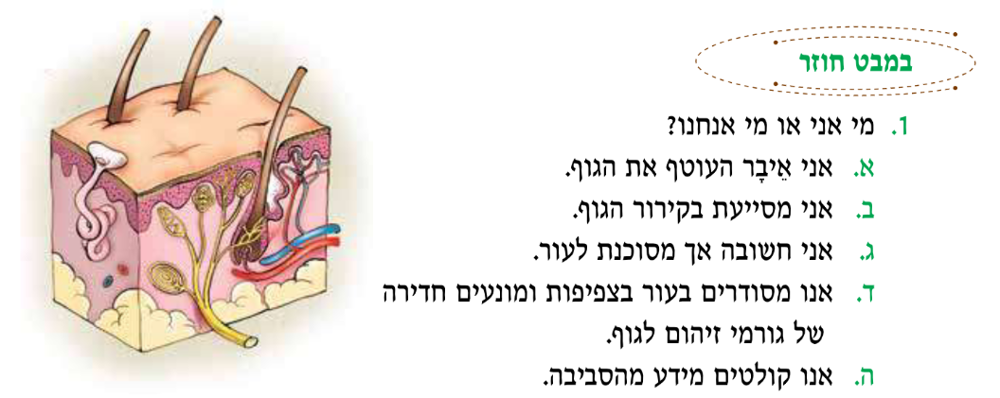 במבט חוזר
1. מי אני או מי אנחנו?
א. אני אֵיבָר העוטף את הגוף.
ב. אני מסייעת בקירור הגוף.
ג. אני חשובה אך מסוכנת לעור.
ד. אנו מסודרים בעור בצפיפות ומונעים חדירה
של גורמי זיהום לגוף.
ה. אנו קולטים מידע מהסביבה.